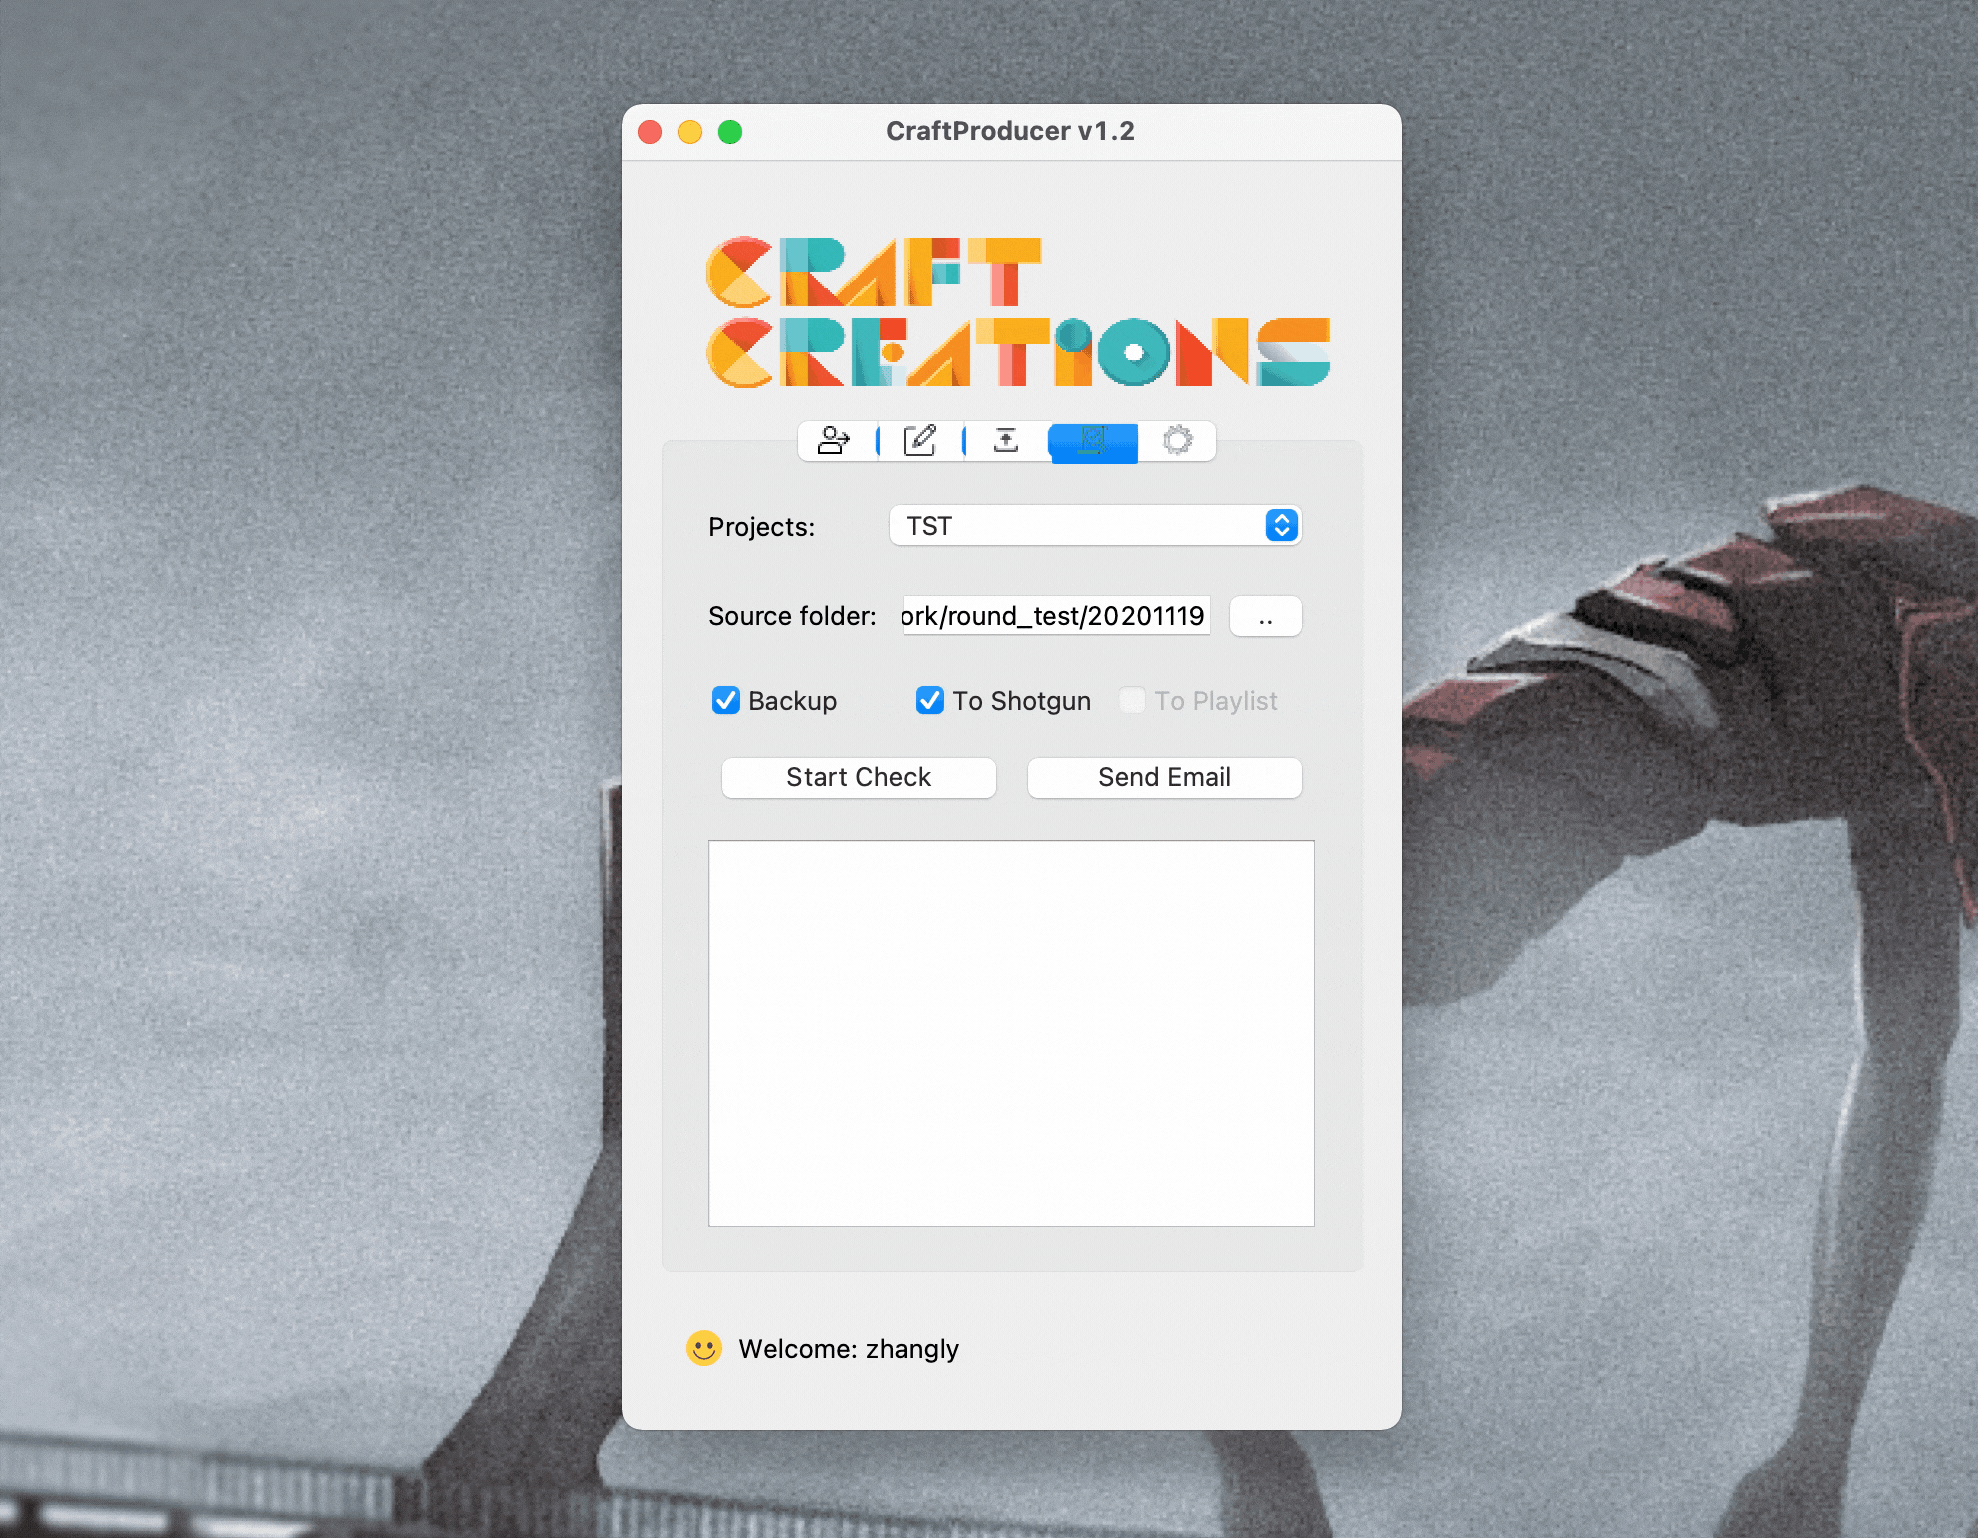 CraftProducer v1.2
CRAFT
CREATIONS
Projects: TST
Source folder: ork/round_test/20201119 ..
Backup To Shotgun To Playlist
Start Check Send Email
Welcome: zhangly